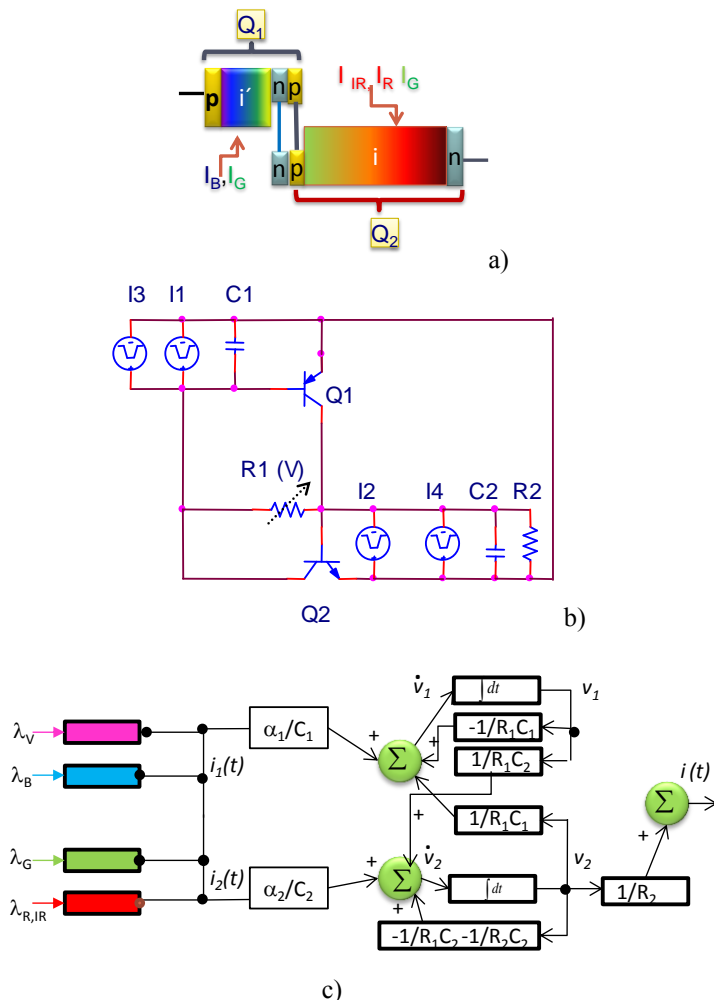 Q1
I IR, IR IG
p i´ n p
n p i n
IB,IG
Q2
a)
I3 I1 C1
Q1
R1 (V)
I2 I4 C2 R2
Q2
b)
v̇1 ∫ dt v1
λV α1/C1 + Σ + -1/R1C1
i1(t) 1/R1C2
λB
i(t)
+ 1/R1C1 + Σ
λG
i2(t) v̇2 v2
λR,IR α2/C2 + Σ ∫ dt 1/R2
+
-1/R1C2-1/R2C2
c)